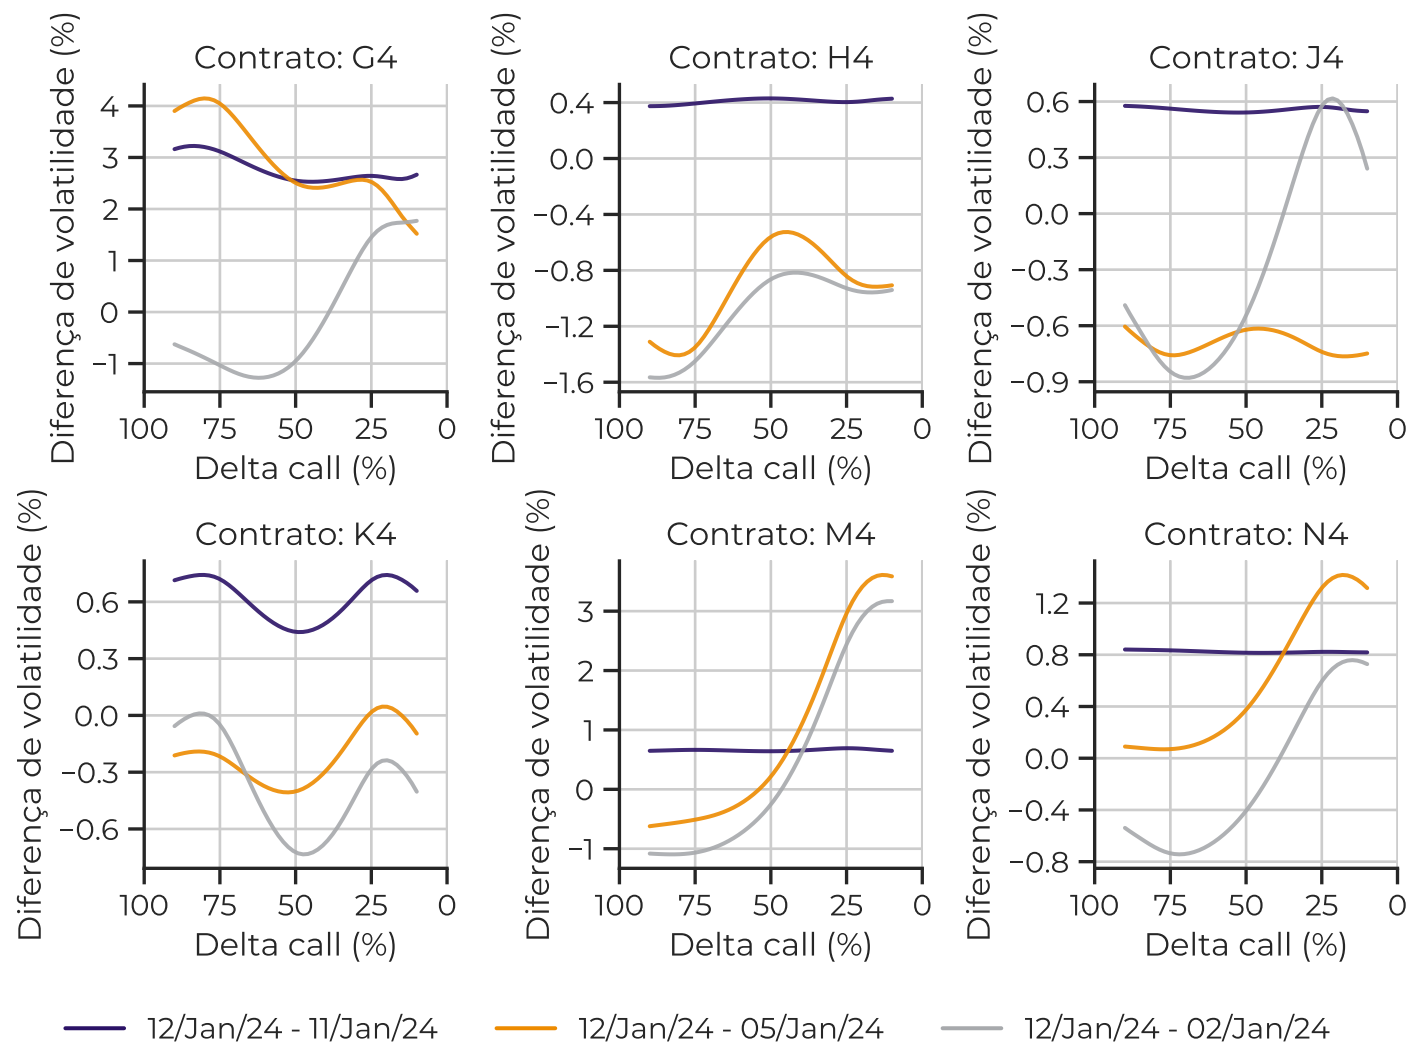 Contrato: G4
Diferença de volatilidade (%)
4
3
2
1
0
−1
100 75 50 25 0
Delta call (%)
Contrato: H4
Diferença de volatilidade (%)
0.4
0.0
−0.4
−0.8
−1.2
−1.6
100 75 50 25 0
Delta call (%)
Contrato: J4
Diferença de volatilidade (%)
0.6
0.3
0.0
−0.3
−0.6
−0.9
100 75 50 25 0
Delta call (%)
Contrato: K4
Diferença de volatilidade (%)
0.6
0.3
0.0
−0.3
−0.6
100 75 50 25 0
Delta call (%)
Contrato: M4
Diferença de volatilidade (%)
3
2
1
0
−1
100 75 50 25 0
Delta call (%)
Contrato: N4
Diferença de volatilidade (%)
1.2
0.8
0.4
0.0
−0.4
−0.8
100 75 50 25 0
Delta call (%)
12/Jan/24 - 11/Jan/24 12/Jan/24 - 05/Jan/24 12/Jan/24 - 02/Jan/24